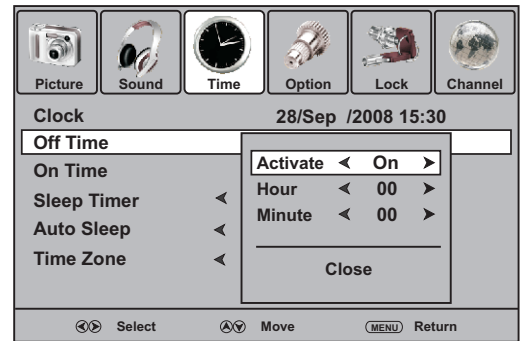 Picture Sound Time Option Lock Channel
Clock 28/Sep /2008 15:30
Off Time
On Time
Sleep Timer
Auto Sleep
Time Zone
Activate On
Hour 00
Minute 00
Close
Select Move MENU Return